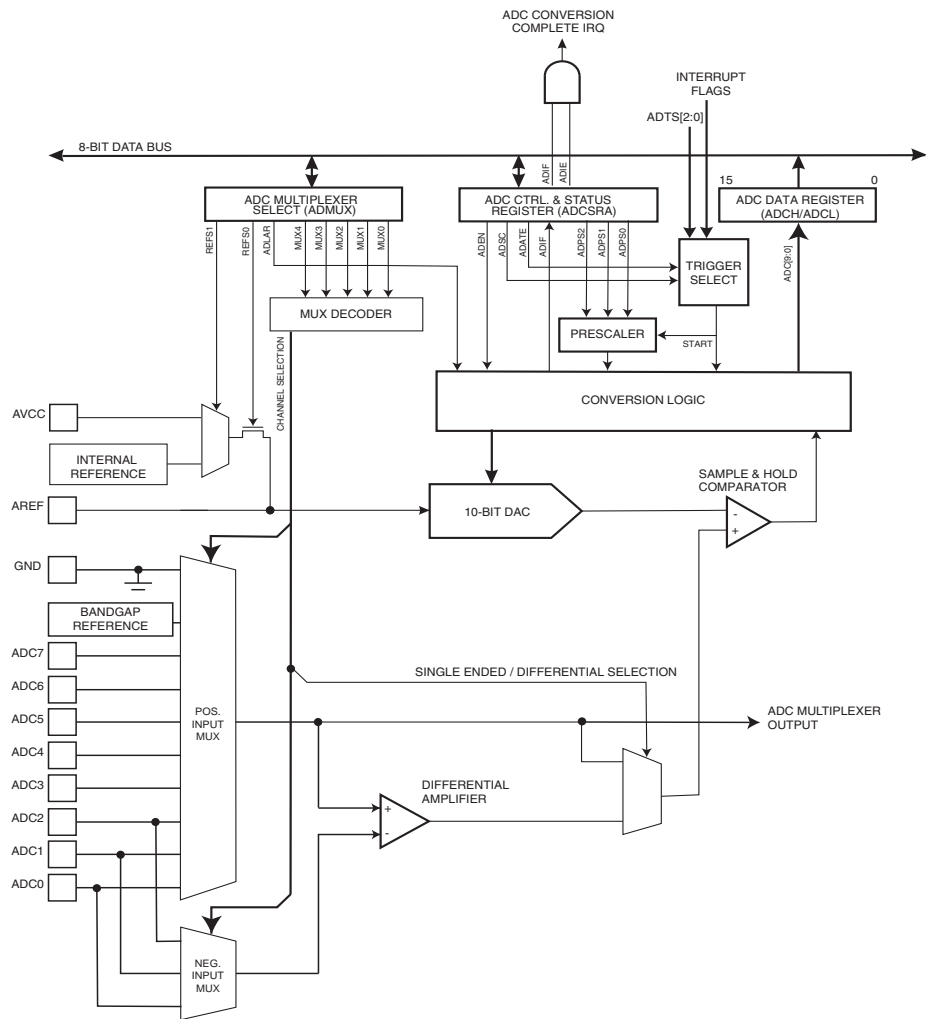 ADC CONVERSION
COMPLETE IRQ
INTERRUPT
FLAGS
ADTS[2:0]
8-BIT DATA BUS
ADIF
ADIE
15
0
ADC MULTIPLEXER
SELECT (ADMUX)
ADC CTRL. & STATUS
REGISTER (ADCSRA)
ADC DATA REGISTER
(ADCH/ADCL)
REFS1
REFS0
ADLAR
MUX4
MUX3
MUX2
MUX1
MUX0
ADEN
ADSC
ADATE
ADIF
ADPS2
ADPS1
ADPS0
ADC[9:0]
TRIGGER
SELECT
MUX DECODER
PRESCALER
START
CHANNEL SELECTION
CONVERSION LOGIC
AVCC
INTERNAL
REFERENCE
SAMPLE & HOLD
COMPARATOR
AREF
10-BIT DAC
-
+
GND
BANDGAP
REFERENCE
ADC7
SINGLE ENDED / DIFFERENTIAL SELECTION
ADC6
ADC5
POS.
INPUT
MUX
ADC MULTIPLEXER
OUTPUT
ADC4
ADC3
DIFFERENTIAL
AMPLIFIER
ADC2
+
-
ADC1
ADC0
NEG.
INPUT
MUX